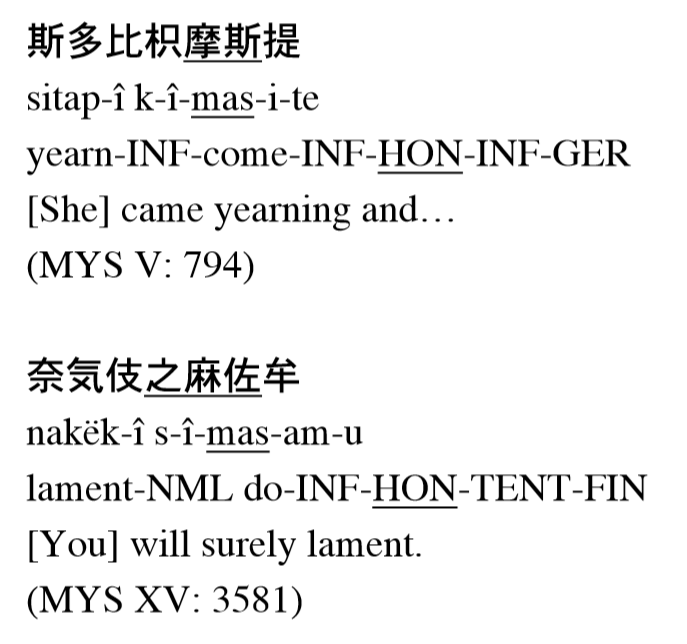 斯多比枳摩斯提
sitap-î k-î-mas-i-te
yearn-INF-come-INF-HON-INF-GER
[She] came yearning and…
(MYS V: 794)
奈気伎之麻佐牟
nakëk-î s-î-mas-am-u
lament-NML do-INF-HON-TENT-FIN
[You] will surely lament.
(MYS XV: 3581)